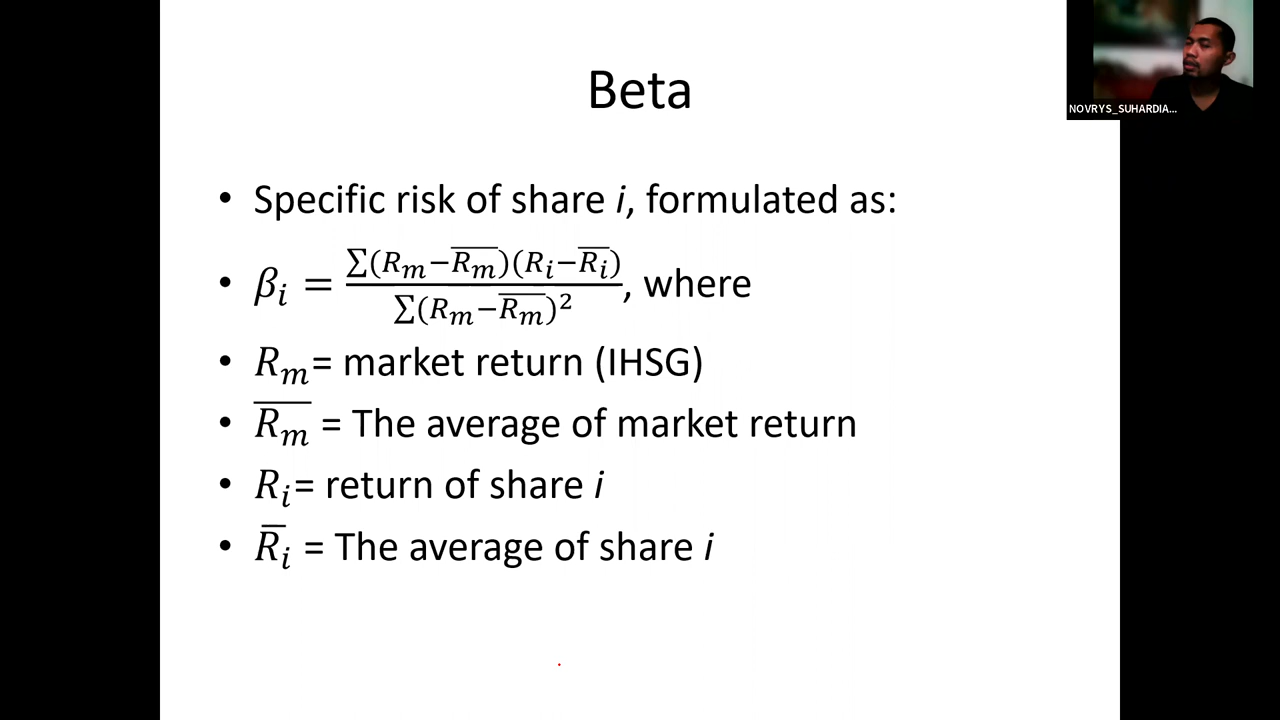 Beta
NOVRYS_SUHARDIA...
• Specific risk of share i, formulated as:
• βᵢ = ∑(Rₘ−R̅ₘ)(Rᵢ−R̅ᵢ) / ∑(Rₘ−R̅ₘ)², where
• Rₘ= market return (IHSG)
• R̅ₘ = The average of market return
• Rᵢ= return of share i
• R̅ᵢ = The average of share i